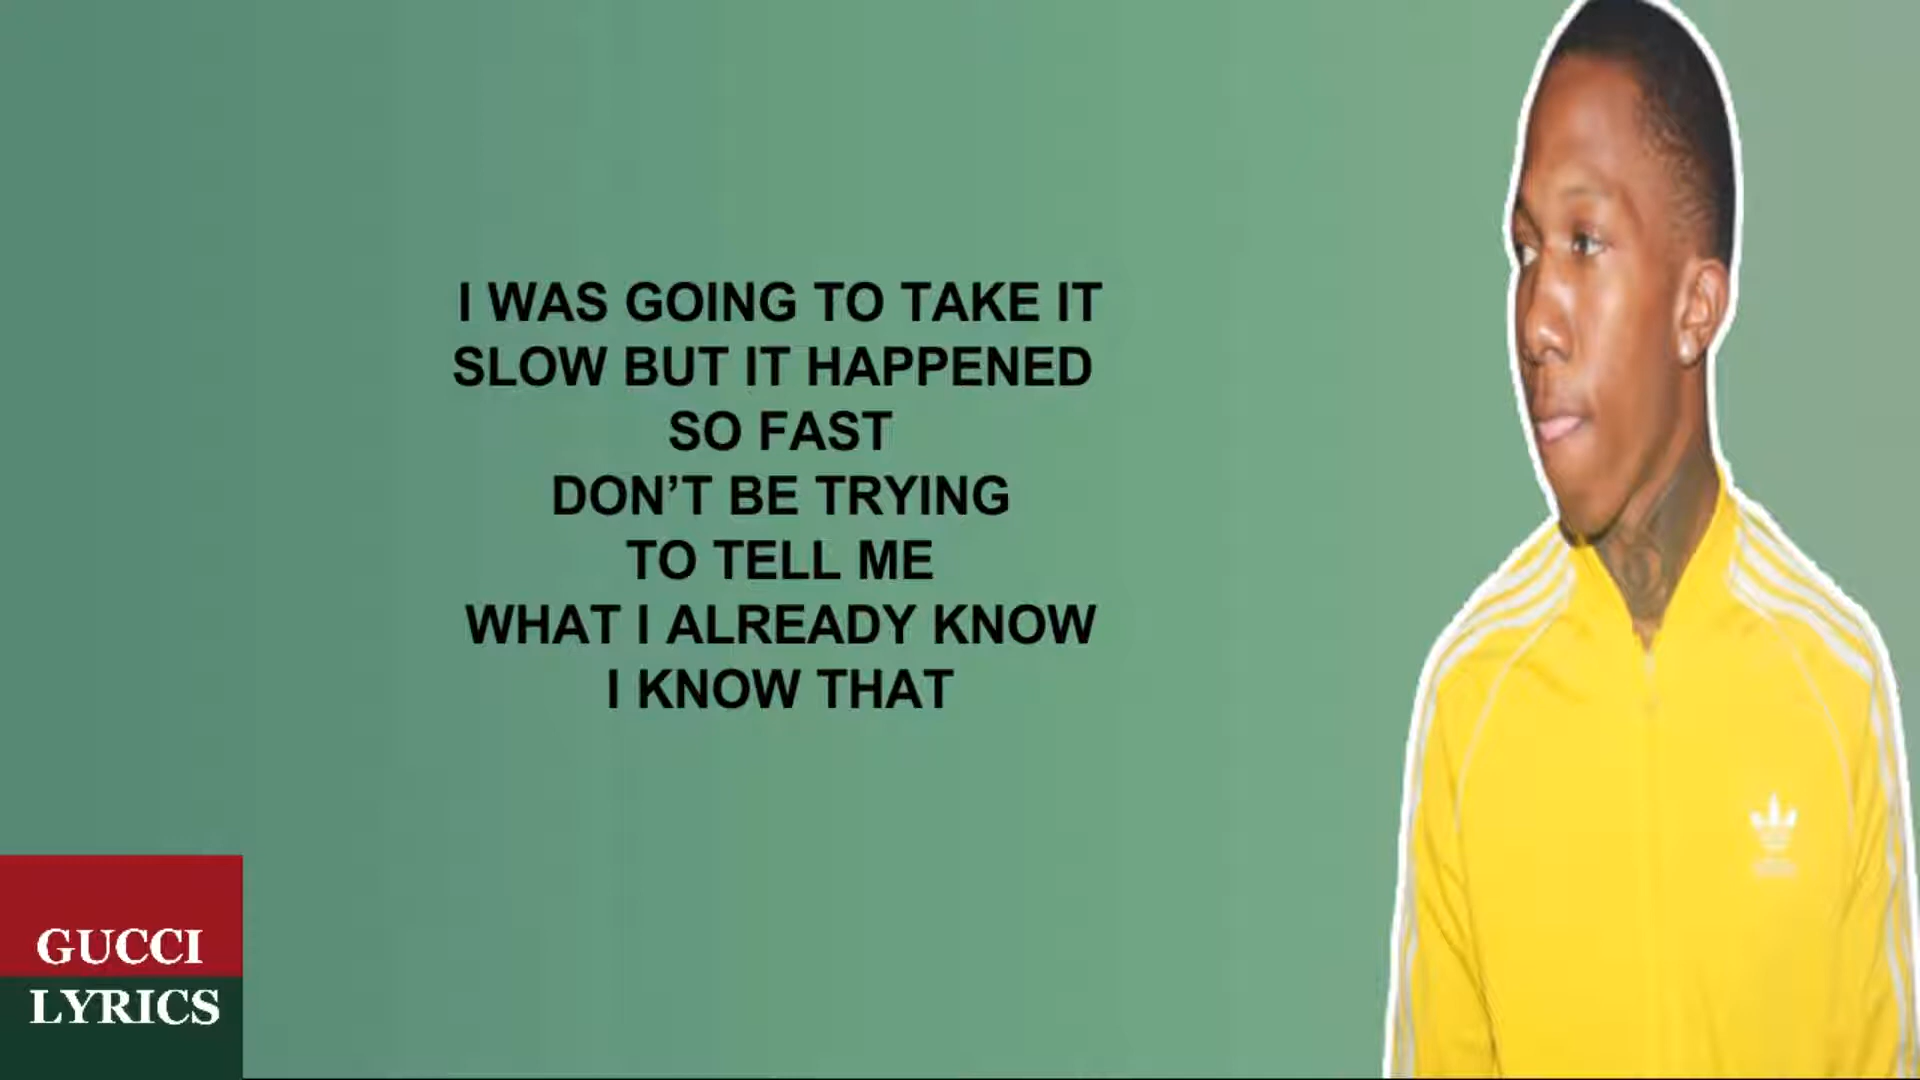 I WAS GOING TO TAKE IT
SLOW BUT IT HAPPENED
SO FAST
DON’T BE TRYING
TO TELL ME
WHAT I ALREADY KNOW
I KNOW THAT
GUCCI
LYRICS